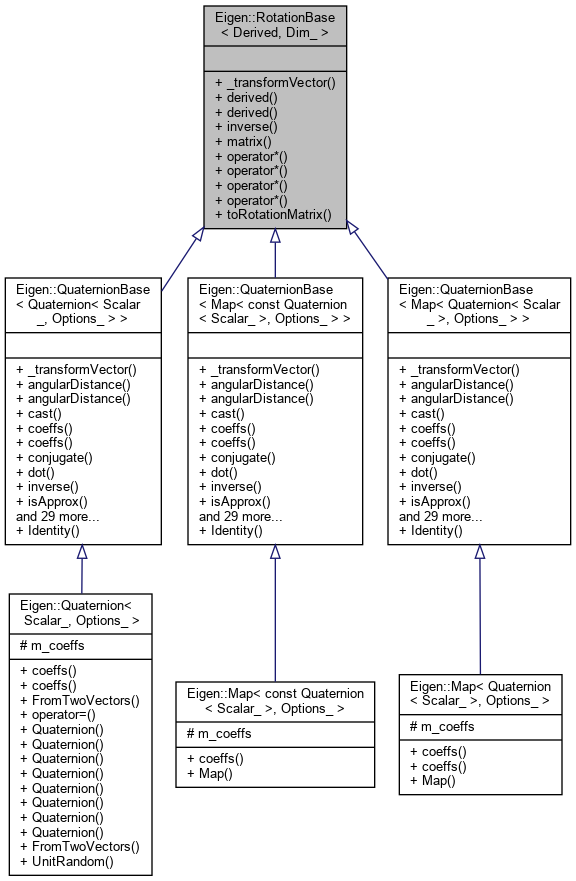 Eigen::RotationBase
< Derived, Dim_ >
+ _transformVector()
+ derived()
+ derived()
+ inverse()
+ matrix()
+ operator*()
+ operator*()
+ operator*()
+ operator*()
+ toRotationMatrix()
Eigen::QuaternionBase
< Quaternion< Scalar
_, Options_ > >
+ _transformVector()
+ angularDistance()
+ angularDistance()
+ cast()
+ coeffs()
+ coeffs()
+ conjugate()
+ dot()
+ inverse()
+ isApprox()
and 29 more...
+ Identity()
Eigen::QuaternionBase
< Map< const Quaternion
< Scalar_ >, Options_ > >
+ _transformVector()
+ angularDistance()
+ angularDistance()
+ cast()
+ coeffs()
+ coeffs()
+ conjugate()
+ dot()
+ inverse()
+ isApprox()
and 29 more...
+ Identity()
Eigen::QuaternionBase
< Map< Quaternion< Scalar
_ >, Options_ > >
+ _transformVector()
+ angularDistance()
+ angularDistance()
+ cast()
+ coeffs()
+ coeffs()
+ conjugate()
+ dot()
+ inverse()
+ isApprox()
and 29 more...
+ Identity()
Eigen::Quaternion<
Scalar_, Options_ >
# m_coeffs
+ coeffs()
+ coeffs()
+ FromTwoVectors()
+ operator=()
+ Quaternion()
+ Quaternion()
+ Quaternion()
+ Quaternion()
+ Quaternion()
+ Quaternion()
+ Quaternion()
+ Quaternion()
+ FromTwoVectors()
+ UnitRandom()
Eigen::Map< const Quaternion
< Scalar_ >, Options_ >
# m_coeffs
+ coeffs()
+ Map()
Eigen::Map< Quaternion
< Scalar_ >, Options_ >
# m_coeffs
+ coeffs()
+ coeffs()
+ Map()